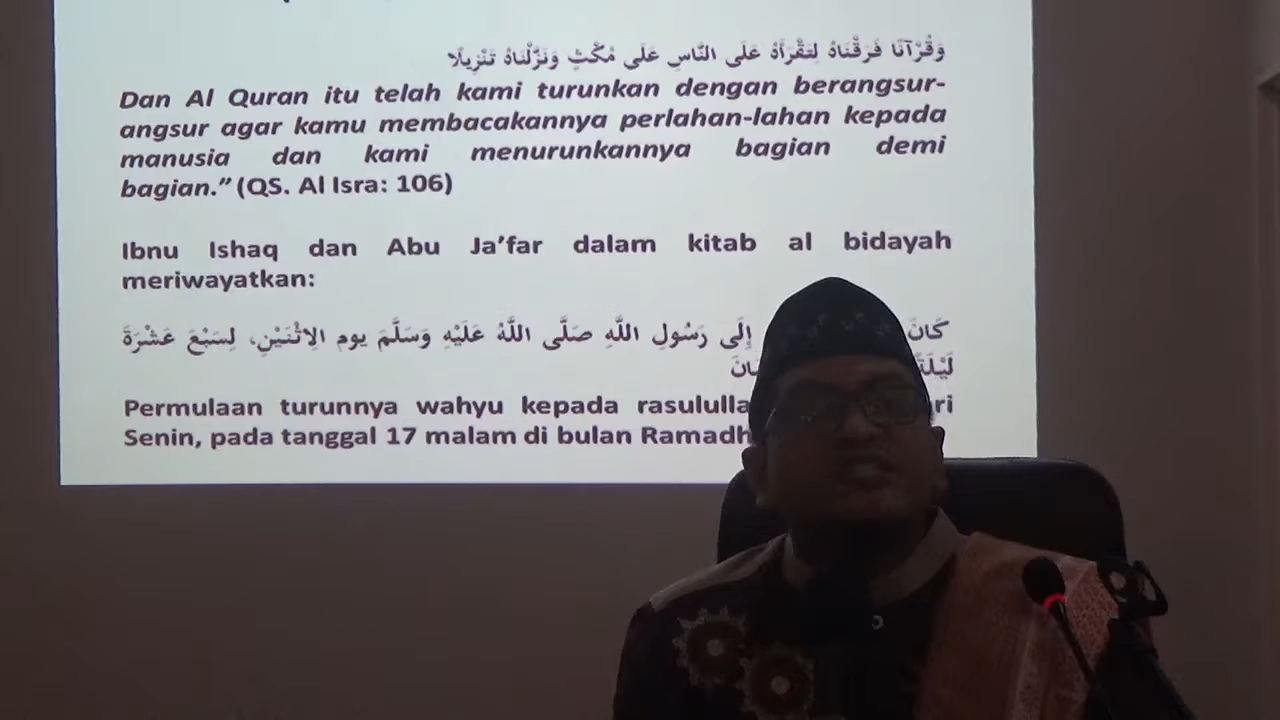 وَقُرْآنًا فَرَقْنَاهُ لِتَقْرَأَهُ عَلَى النَّاسِ عَلَى مُكْثٍ وَنَزَّلْنَاهُ تَنْزِيلًا
Dan Al Quran itu telah kami turunkan dengan berangsur-
angsur agar kamu membacakannya perlahan-lahan kepada
manusia dan kami menurunkannya bagian demi
bagian.” (QS. Al Isra: 106)
Ibnu Ishaq dan Abu Ja’far dalam kitab al bidayah
meriwayatkan:
كَانَ إِلَى رَسُولِ اللَّهِ صَلَّى اللَّهُ عَلَيْهِ وَسَلَّمَ يوم الِاثْنَيْنِ، لِسَبْعَ عَشْرَةَ
Permulaan turunnya wahyu kepada
Senin, pada tanggal 17 malam di bulan